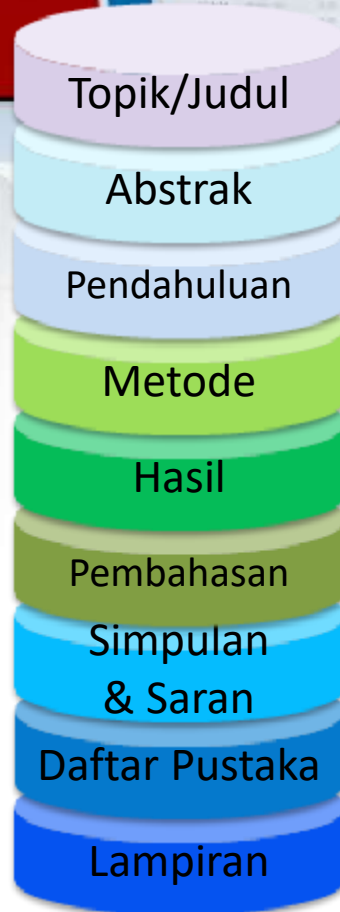 Topik/Judul
Abstrak
Pendahuluan
Metode
Hasil
Pembahasan
Simpulan
& Saran
Daftar Pustaka
Lampiran